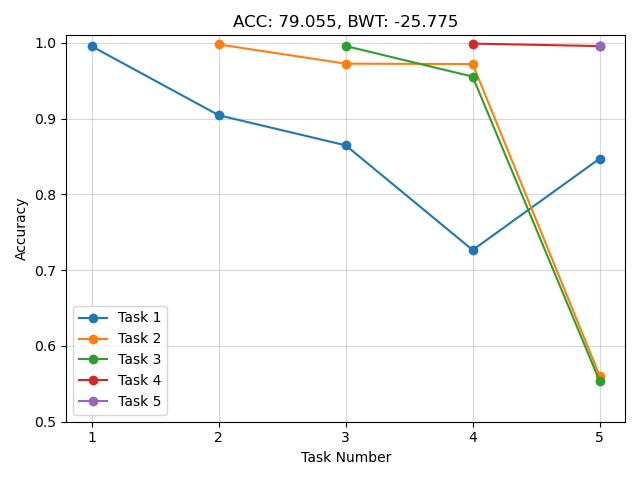 ACC: 79.055, BWT: -25.775
1.0
0.9
0.8
0.7
0.6
0.5
Accuracy
Task 1
Task 2
Task 3
Task 4
Task 5
1 2 3 4 5
Task Number